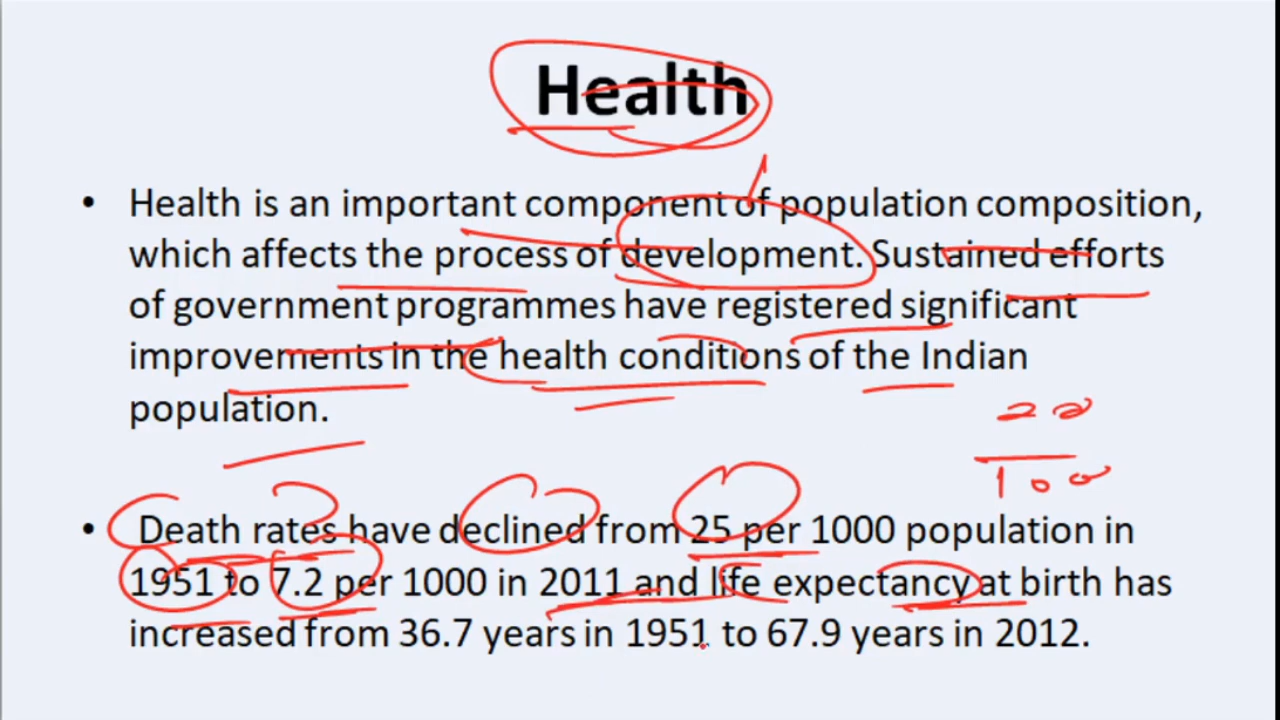 Health
• Health is an important component of population composition,
which affects the process of development. Sustained efforts
of government programmes have registered significant
improvements in the health conditions of the Indian
population.
• Death rates have declined from 25 per 1000 population in
1951 to 7.2 per 1000 in 2011 and life expectancy at birth has
increased from 36.7 years in 1951 to 67.9 years in 2012.
100